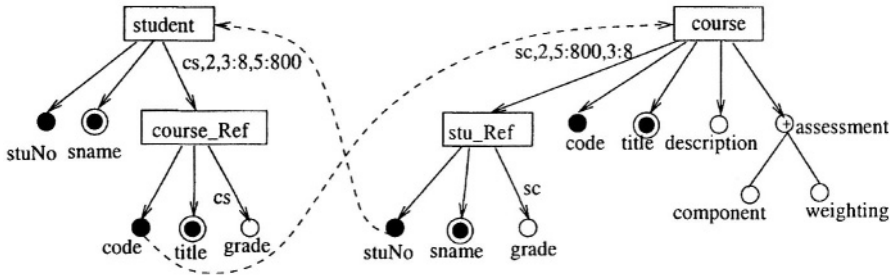 student
course
cs,2,3:8,5:800
sc,2,5:800,3:8
course_Ref
stu_Ref
stuNo
sname
code
title
description
+
assessment
cs
sc
component
weighting
code
title
grade
stuNo
sname
grade